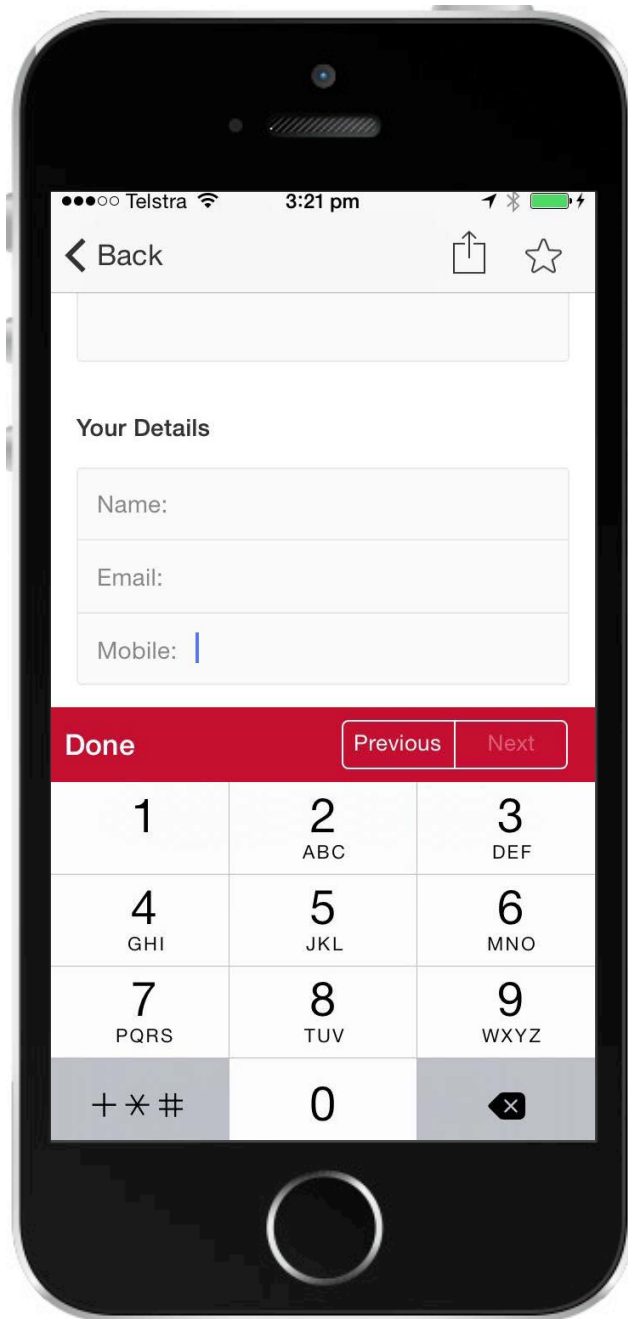 Telstra 3:21 pm
Back
Your Details
Name:
Email:
Mobile:
Done Previous Next
1 2 3
ABC DEF
4 5 6
GHI JKL MNO
7 8 9
PQRS TUV WXYZ
+*# 0